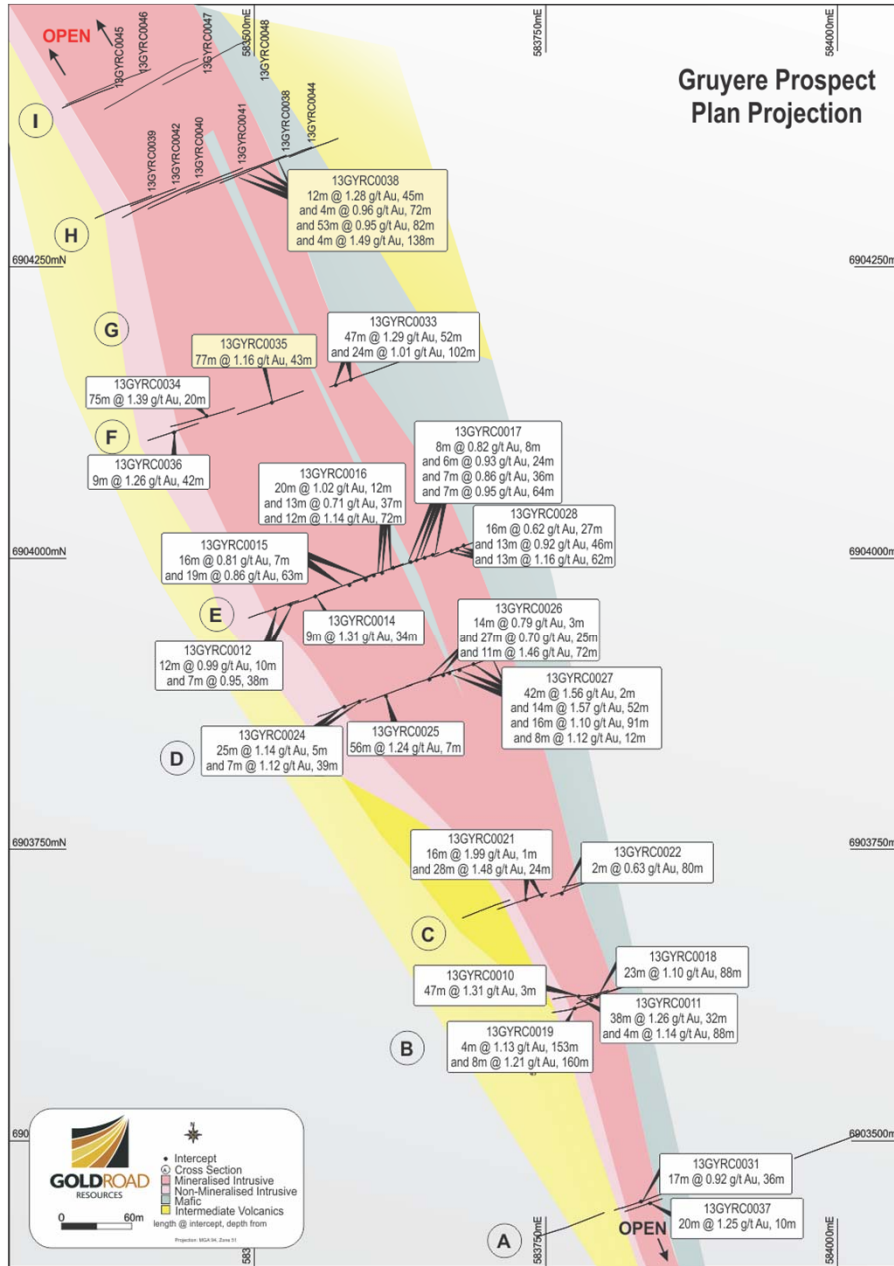 Gruyere Prospect
Plan Projection
OPEN
583500mE
583750mE
584000mE
13GYRC0045
13GYRC0046
13GYRC0047
13GYRC0048
I
13GYRC0039
13GYRC0042
13GYRC0040
13GYRC0041
13GYRC0038
13GYRC0044
H
13GYRC0038
12m @ 1.28 g/t Au, 45m
and 4m @ 0.96 g/t Au, 72m
and 53m @ 0.95 g/t Au, 82m
and 4m @ 1.49 g/t Au, 138m
6904250mN
6904250mN
G
13GYRC0033
47m @ 1.29 g/t Au, 52m
and 24m @ 1.01 g/t Au, 102m
13GYRC0035
77m @ 1.16 g/t Au, 43m
13GYRC0034
75m @ 1.39 g/t Au, 20m
F
13GYRC0036
9m @ 1.26 g/t Au, 42m
13GYRC0017
8m @ 0.82 g/t Au, 8m
and 6m @ 0.93 g/t Au, 24m
and 7m @ 0.86 g/t Au, 36m
and 7m @ 0.95 g/t Au, 64m
13GYRC0016
20m @ 1.02 g/t Au, 12m
and 13m @ 0.71 g/t Au, 37m
and 12m @ 1.14 g/t Au, 72m
13GYRC0028
16m @ 0.62 g/t Au, 27m
and 13m @ 0.92 g/t Au, 46m
and 13m @ 1.16 g/t Au, 62m
6904000mN
6904000mN
13GYRC0015
16m @ 0.81 g/t Au, 7m
and 19m @ 0.86 g/t Au, 63m
E
13GYRC0014
9m @ 1.31 g/t Au, 34m
13GYRC0026
14m @ 0.79 g/t Au, 3m
and 27m @ 0.70 g/t Au, 25m
and 11m @ 1.46 g/t Au, 72m
13GYRC0012
12m @ 0.99 g/t Au, 10m
and 7m @ 0.95, 38m
13GYRC0027
42m @ 1.56 g/t Au, 2m
and 14m @ 1.57 g/t Au, 52m
and 16m @ 1.10 g/t Au, 91m
and 8m @ 1.12 g/t Au, 12m
D
13GYRC0024
25m @ 1.14 g/t Au, 5m
and 7m @ 1.12 g/t Au, 39m
13GYRC0025
56m @ 1.24 g/t Au, 7m
6903750mN
6903750mN
13GYRC0021
16m @ 1.99 g/t Au, 1m
and 28m @ 1.48 g/t Au, 24m
13GYRC0022
2m @ 0.63 g/t Au, 80m
C
13GYRC0018
23m @ 1.10 g/t Au, 88m
13GYRC0010
47m @ 1.31 g/t Au, 3m
13GYRC0011
38m @ 1.26 g/t Au, 32m
and 4m @ 1.14 g/t Au, 88m
B
13GYRC0019
4m @ 1.13 g/t Au, 153m
and 8m @ 1.21 g/t Au, 160m
690
6903500m
13GYRC0031
17m @ 0.92 g/t Au, 36m
13GYRC0037
20m @ 1.25 g/t Au, 10m
OPEN
A
583
583750mE
584000mE
GOLDROAD
RESOURCES
0 60m
N
Intercept
A Cross Section
Mineralised Intrusive
Non-Mineralised Intrusive
Mafic
Intermediate Volcanics
length @ intercept, depth from
Projection: MGA 94, Zone 51